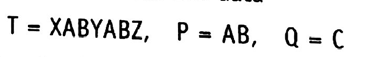 T = XABYABZ, P = AB, Q = C